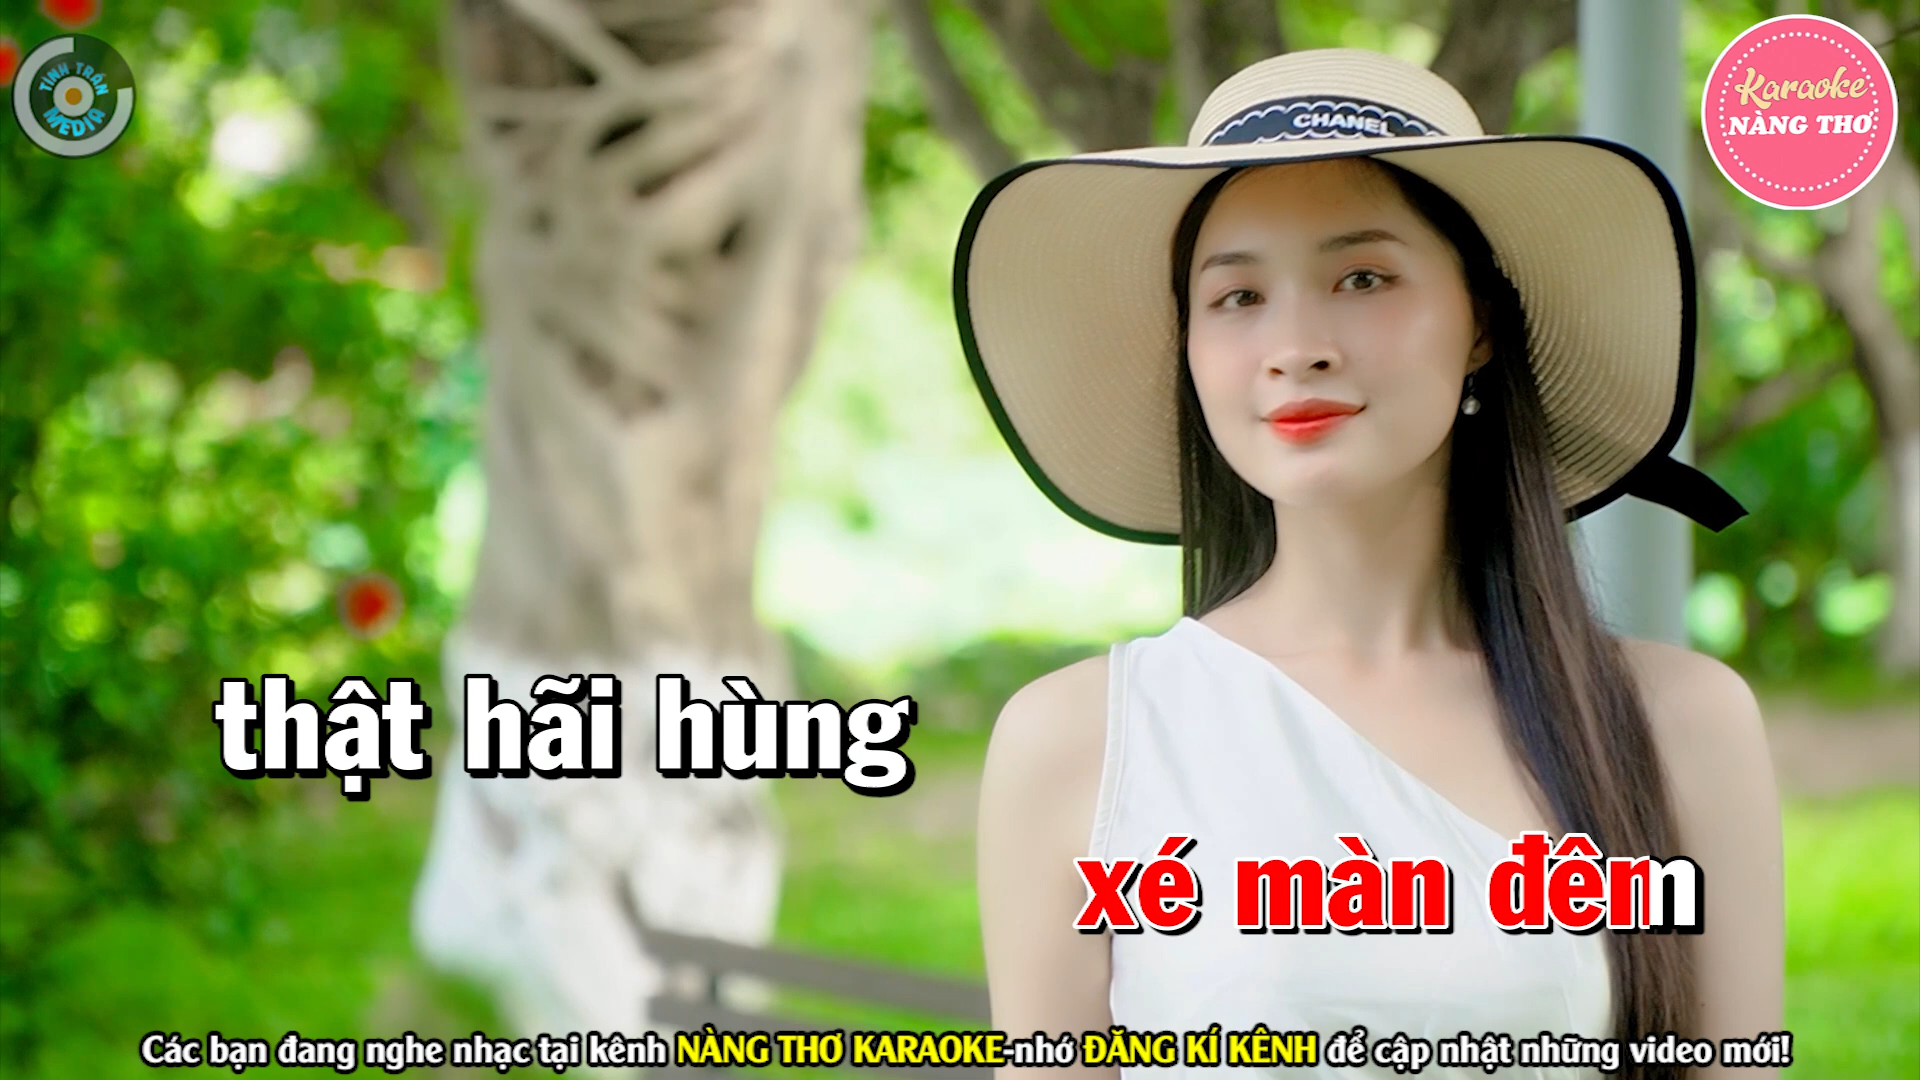 TÌNH TRẦN
MEDIA
CHANEL
Karaoke
NÀNG THƠ
thật hãi hùng
xé màn đêm
Các bạn đang nghe nhạc tại kênh NÀNG THƠ KARAOKE-nhớ ĐĂNG KÍ KÊNH để cập nhật những video mới!